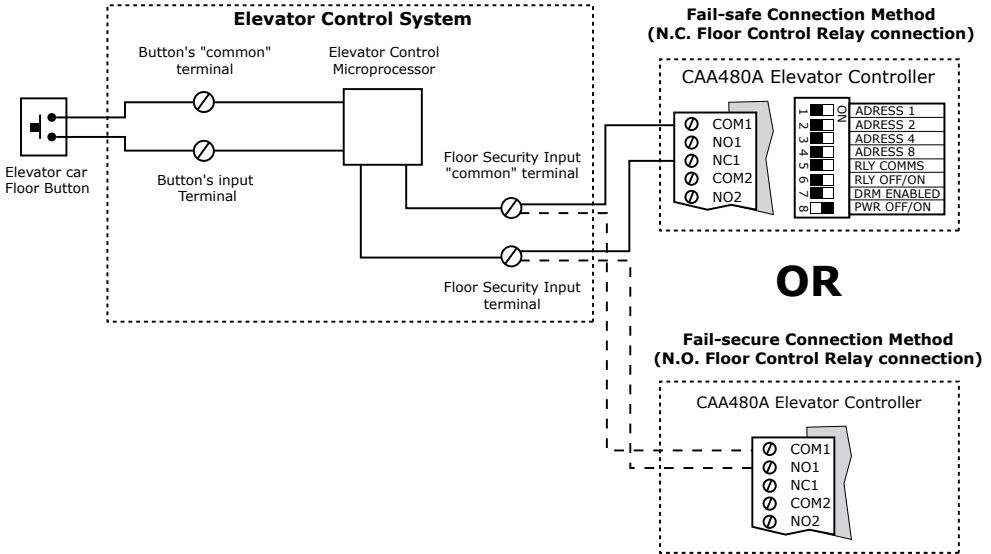 Elevator Control System
Button's "common"
terminal
Elevator Control
Microprocessor
Elevator car
Floor Button
Button's input
Terminal
Floor Security Input
"common" terminal
Floor Security Input
terminal
Fail-safe Connection Method
(N.C. Floor Control Relay connection)
CAA480A Elevator Controller
COM1
NO1
NC1
COM2
NO2
ON
1 ADRESS 1
2 ADRESS 2
3 ADRESS 4
4 ADRESS 8
5 RLY COMMS
6 RLY OFF/ON
7 DRM ENABLED
8 PWR OFF/ON
OR
Fail-secure Connection Method
(N.O. Floor Control Relay connection)
CAA480A Elevator Controller
COM1
NO1
NC1
COM2
NO2